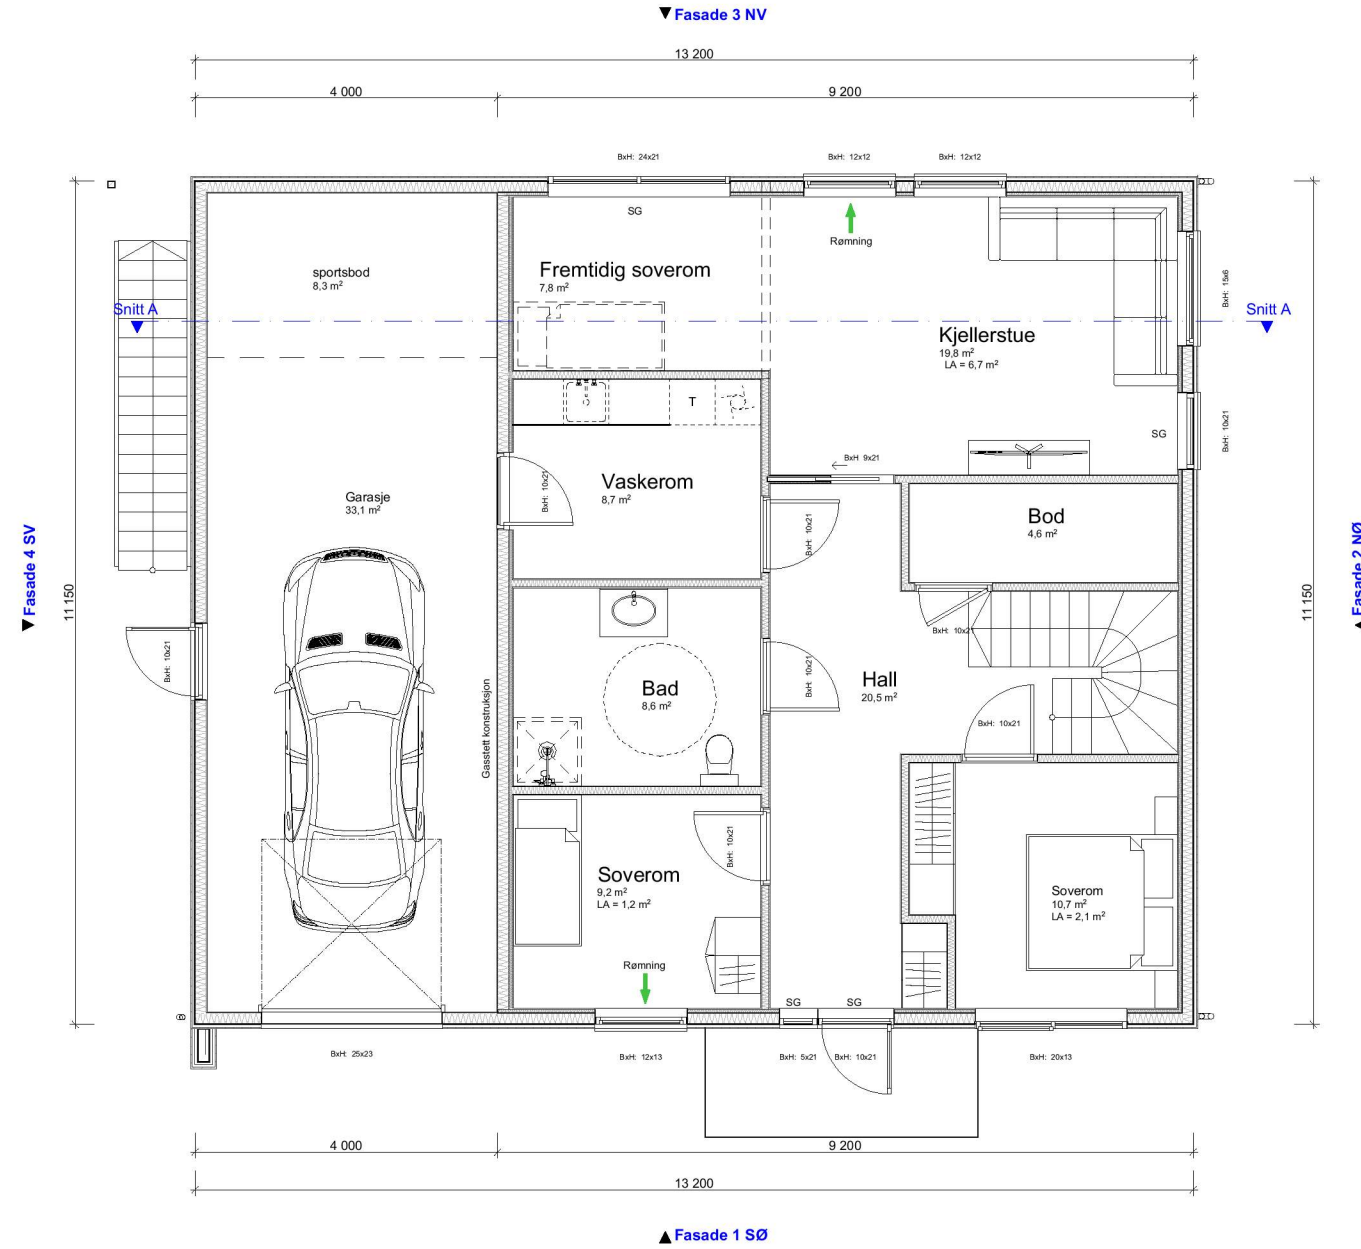 Fasade 3 NV
13 200
4 000
9 200
BxH: 24x21
BxH: 12x12
BxH: 12x12
SG
Rømning
sportsbod
8,3 m²
Fremtidig soverom
7,8 m²
BxH: 15x6
Snitt A
Snitt A
Kjellerstue
19,8 m²
LA = 6,7 m²
T
SG
BxH: 10x21
BxH 9x21
Vaskerom
8,7 m²
BxH: 10x21
Garasje
33,1 m²
Bod
4,6 m²
BxH: 10x21
Fasade 4 SV
11 150
11 150
Fasade 2 NØ
BxH: 10x21
BxH: 10x21
BxH: 10x21
Hall
20,5 m²
Bad
8,6 m²
BxH: 10x21
Gasstett konstruksjon
BxH: 10x21
Soverom
9,2 m²
LA = 1,2 m²
Soverom
10,7 m²
LA = 2,1 m²
Rømning
SG
SG
BxH: 25x23
BxH: 12x13
BxH: 5x21
BxH: 10x21
BxH: 20x13
4 000
9 200
13 200
Fasade 1 SØ